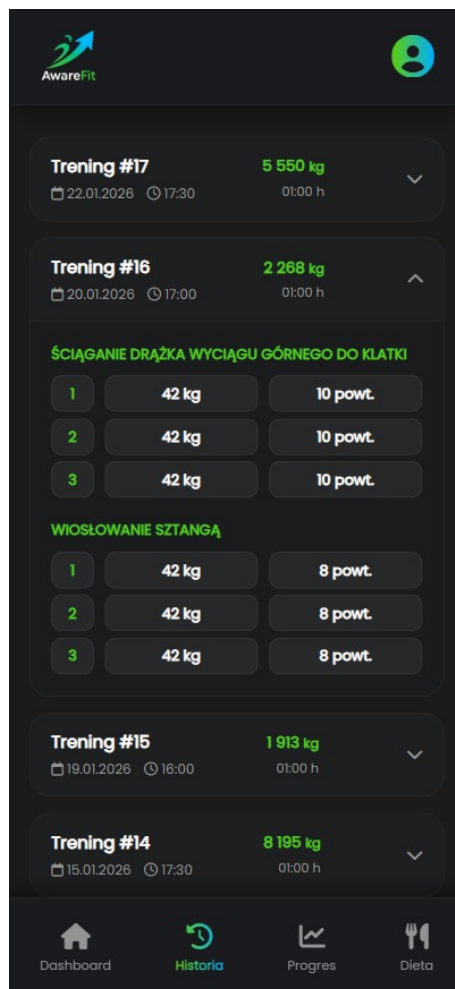 AwareFit
Trening #17
5 550 kg
22.01.2026 17:30
01:00 h
Trening #16
2 268 kg
20.01.2026 17:00
01:00 h
ŚCIĄGANIE DRĄŻKA WYCIĄGU GÓRNEGO DO KLATKI
1 42 kg 10 powt.
2 42 kg 10 powt.
3 42 kg 10 powt.
WIOSŁOWANIE SZTANGĄ
1 42 kg 8 powt.
2 42 kg 8 powt.
3 42 kg 8 powt.
Trening #15
1 913 kg
19.01.2026 16:00
01:00 h
Trening #14
8 195 kg
15.01.2026 17:30
01:00 h
Dashboard Historia Progres Dieta